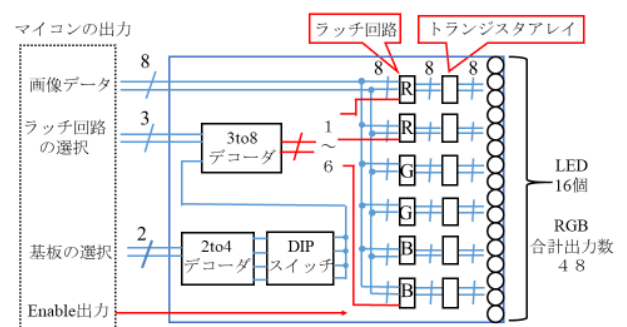 マイコンの出力
ラッチ回路
トランジスタアレイ
画像データ
8
8
8
8
R
ラッチ回路
の選択
3
3to8
デコーダ
1
～
6
R
G
G
B
B
基板の選択
2
2to4
デコーダ
DIP
スイッチ
Enable出力
LED
16個
RGB
合計出力数
４８